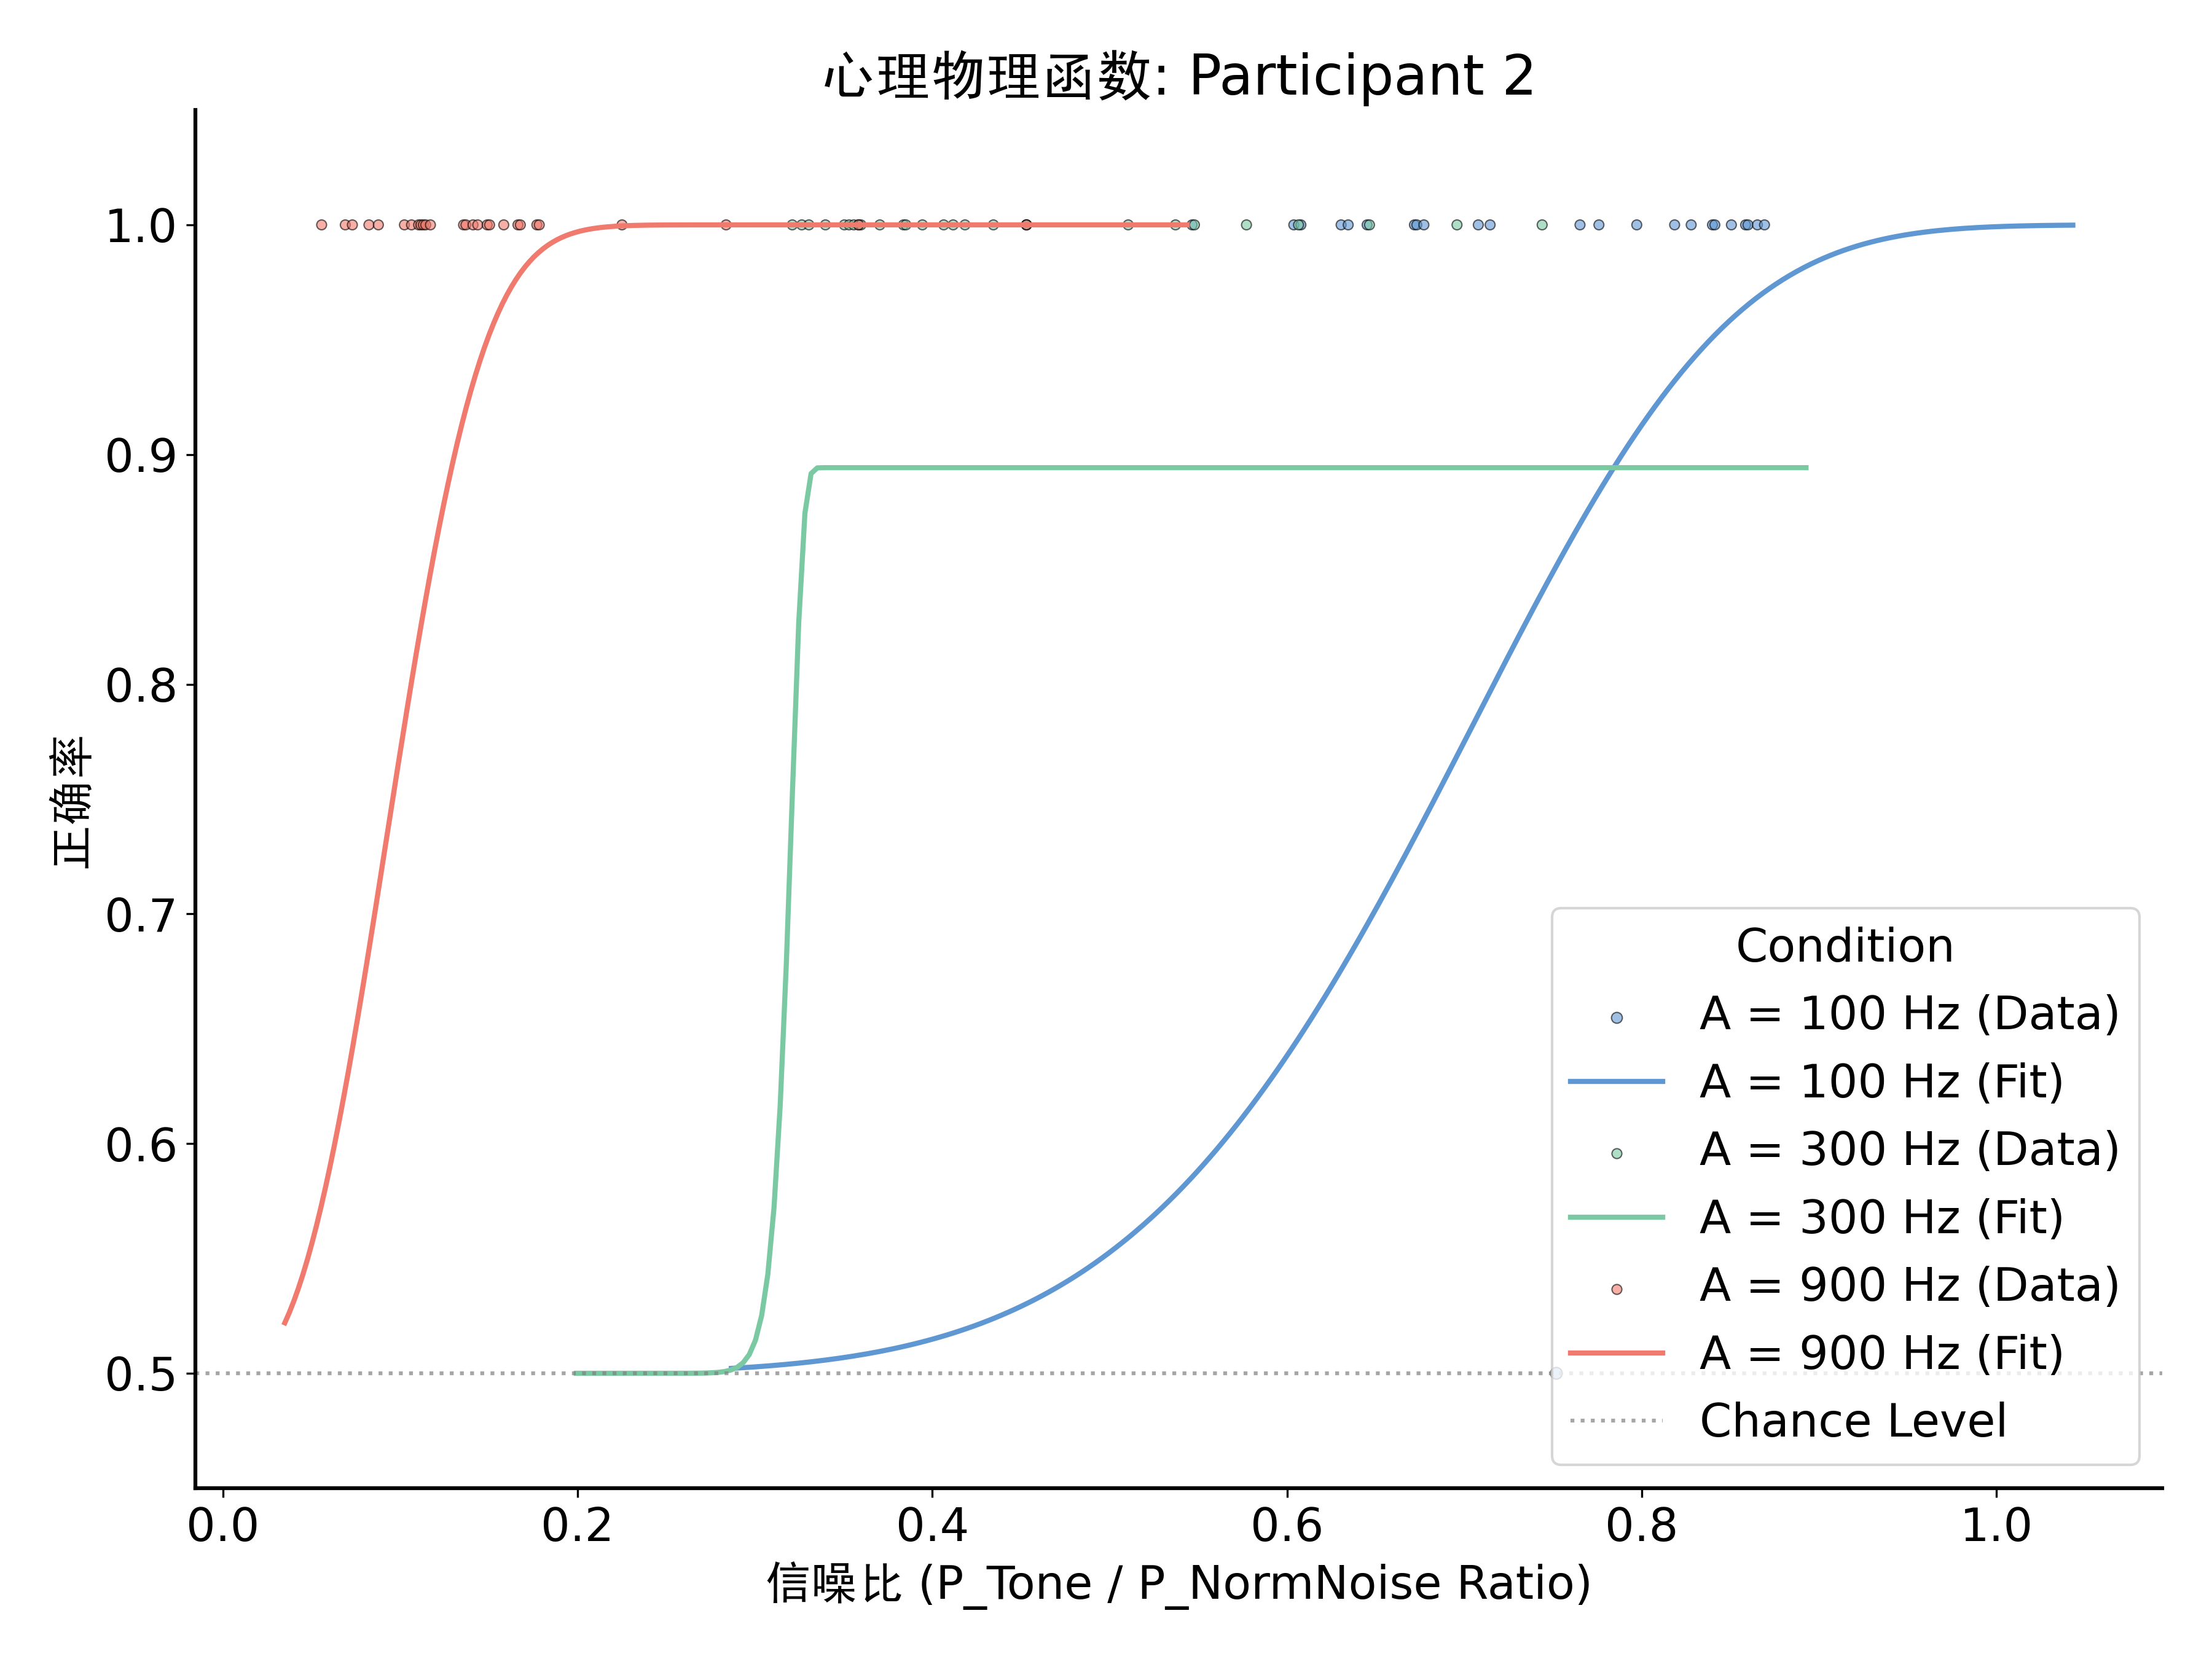 心理物理函数: Participant 2
正确率
1.0
0.9
0.8
0.7
0.6
0.5
0.0 0.2 0.4 0.6 0.8 1.0
信噪比 (P_Tone / P_NormNoise Ratio)
Condition
A = 100 Hz (Data)
A = 100 Hz (Fit)
A = 300 Hz (Data)
A = 300 Hz (Fit)
A = 900 Hz (Data)
A = 900 Hz (Fit)
Chance Level